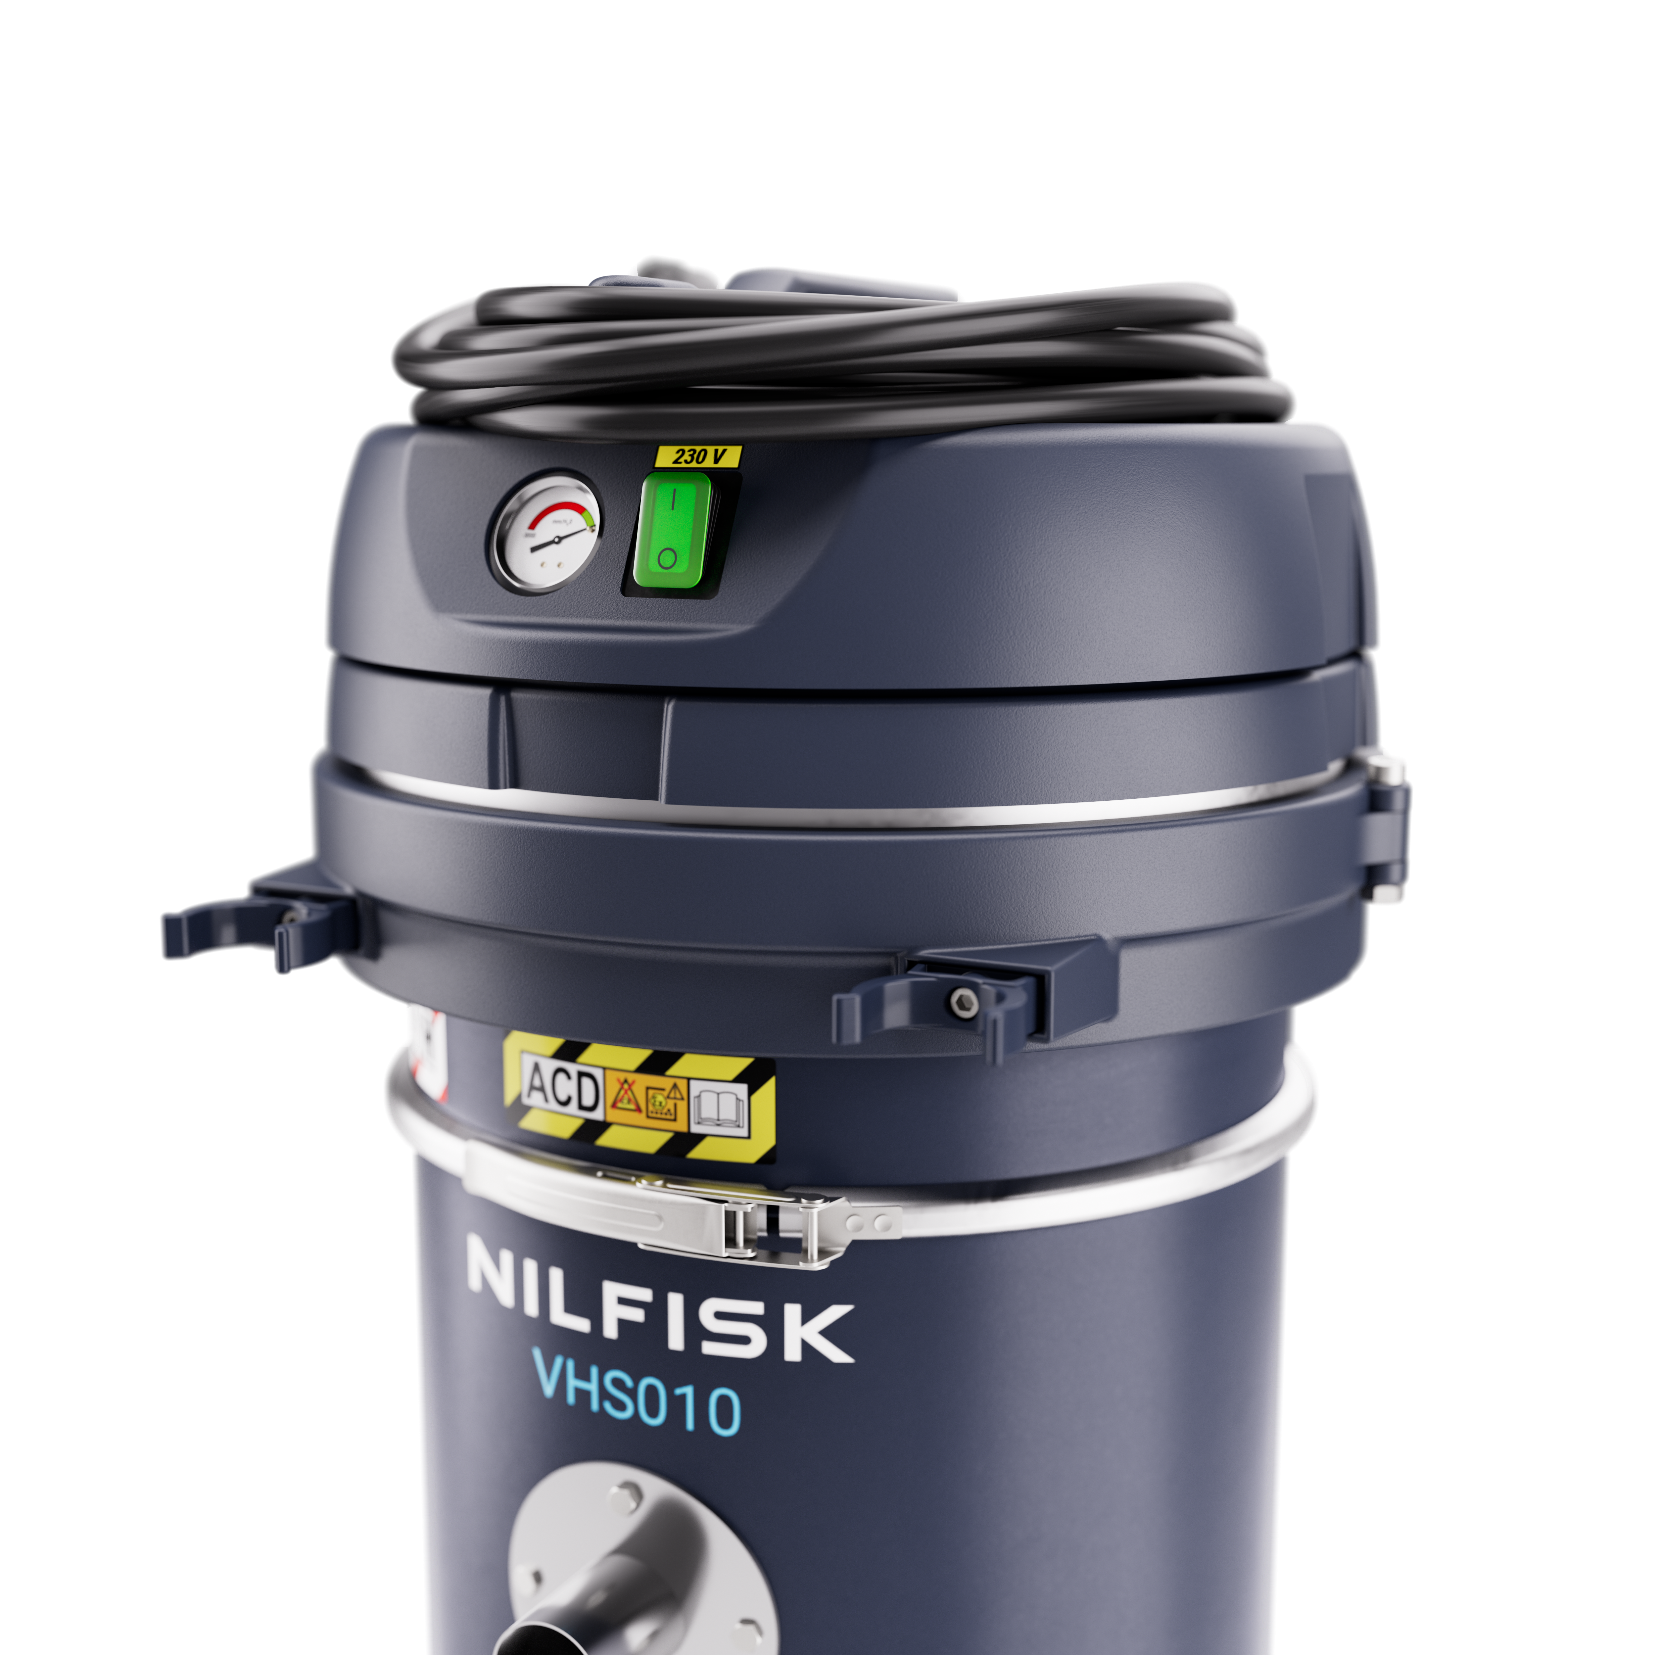 230 V
I
O
ACD
NILFISK
VHS010